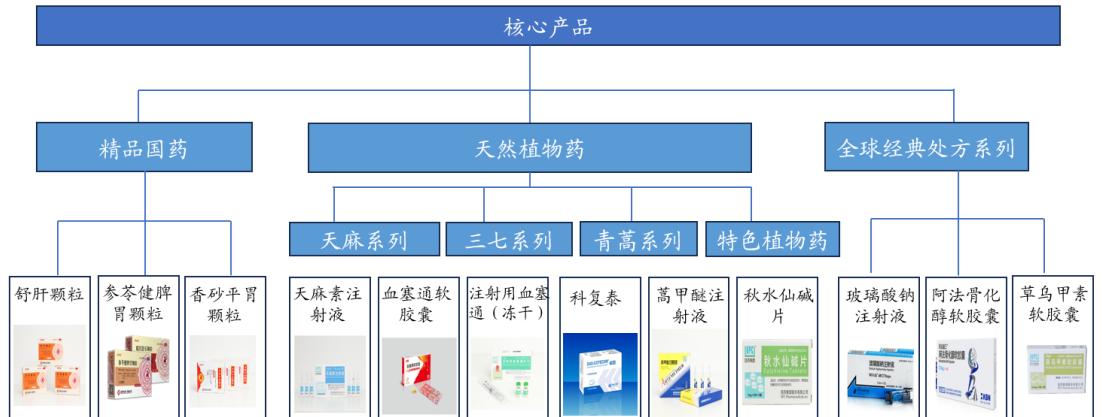 核心产品
精品国药
天然植物药
全球经典处方系列
天麻系列
三七系列
青蒿系列
特色植物药
舒肝颗粒
参苓健脾
胃颗粒
香砂平胃
颗粒
天麻素注
射液
血塞通软
胶囊
注射用血塞
通（冻干）
科复泰
蒿甲醚注
射液
秋水仙碱
片
玻璃酸钠
注射液
阿法骨化
醇软胶囊
草乌甲素
软胶囊
秋水仙碱片